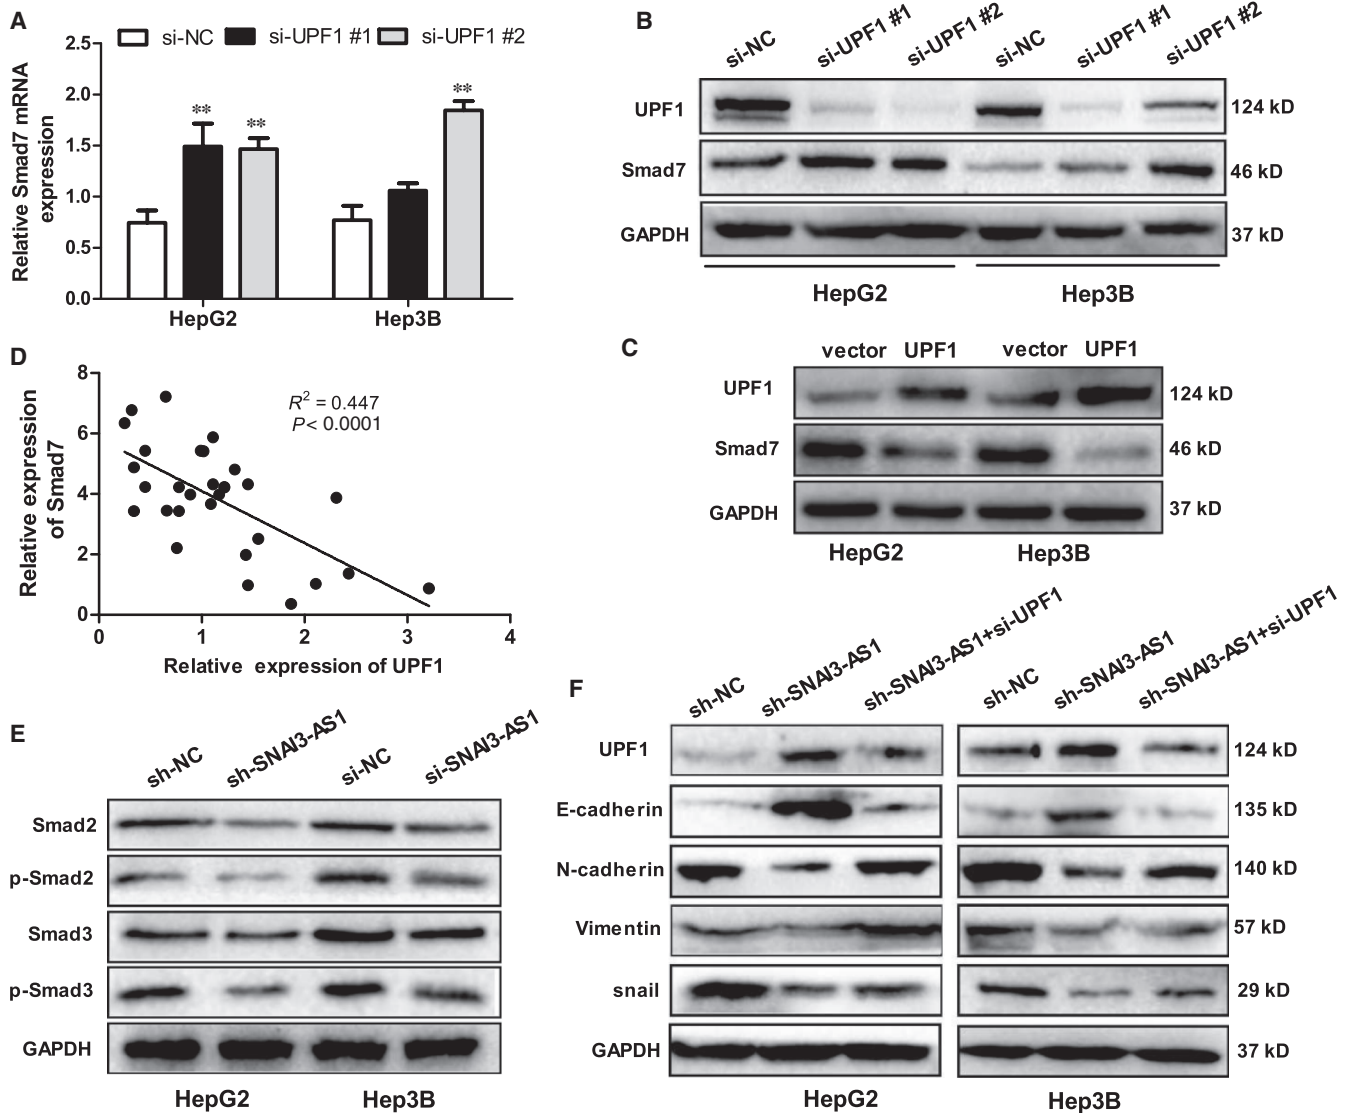 A
si-NC si-UPF1 #1 si-UPF1 #2
Relative Smad7 mRNA
expression
2.5
2.0
1.5
1.0
0.5
0.0
**
**
**
HepG2 Hep3B
B
si-NC si-UPF1 #1 si-UPF1 #2 si-NC si-UPF1 #1 si-UPF1 #2
UPF1 124 kD
Smad7 46 kD
GAPDH 37 kD
HepG2 Hep3B
C
vector UPF1 vector UPF1
UPF1 124 kD
Smad7 46 kD
GAPDH 37 kD
HepG2 Hep3B
D
Relative expression
of Smad7
8
6
4
2
0
R² = 0.447
P< 0.0001
0 1 2 3 4
Relative expression of UPF1
E
sh-NC sh-SNAI3-AS1 si-NC si-SNAI3-AS1
Smad2
p-Smad2
Smad3
p-Smad3
GAPDH
HepG2 Hep3B
F
sh-NC sh-SNAI3-AS1 sh-SNAI3-AS1+si-UPF1 sh-NC sh-SNAI3-AS1 sh-SNAI3-AS1+si-UPF1
UPF1 124 kD
E-cadherin 135 kD
N-cadherin 140 kD
Vimentin 57 kD
snail 29 kD
GAPDH 37 kD
HepG2 Hep3B